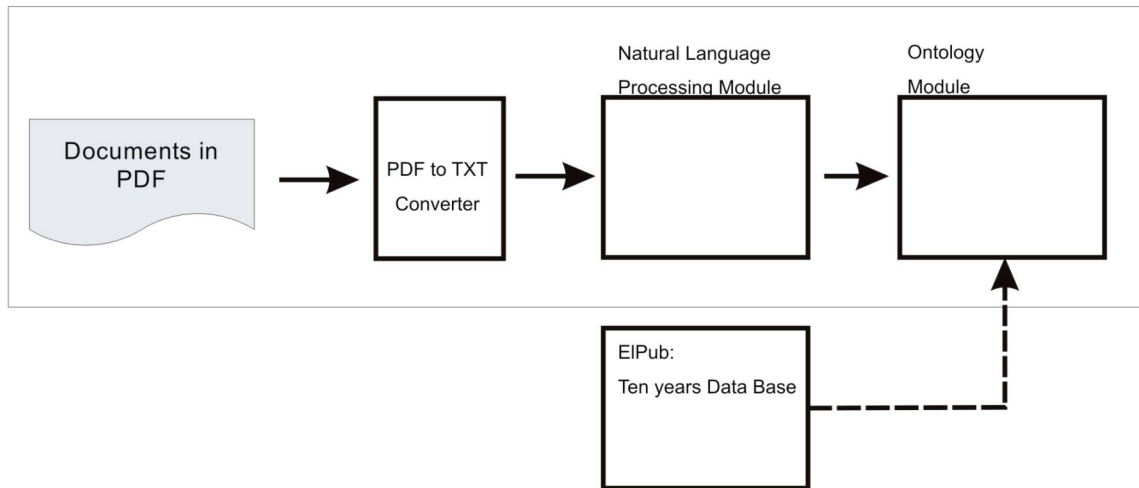 Documents in
PDF
PDF to TXT
Converter
Natural Language
Processing Module
Ontology
Module
ElPub:
Ten years Data Base